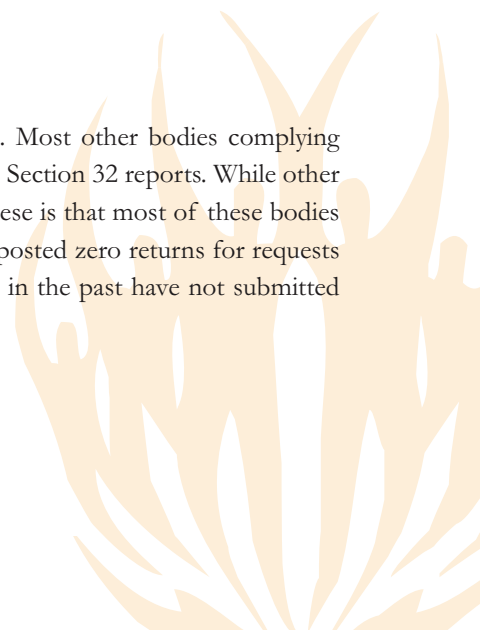 . Most other bodies complying
Section 32 reports. While other
ese is that most of these bodies
posted zero returns for requests
in the past have not submitted